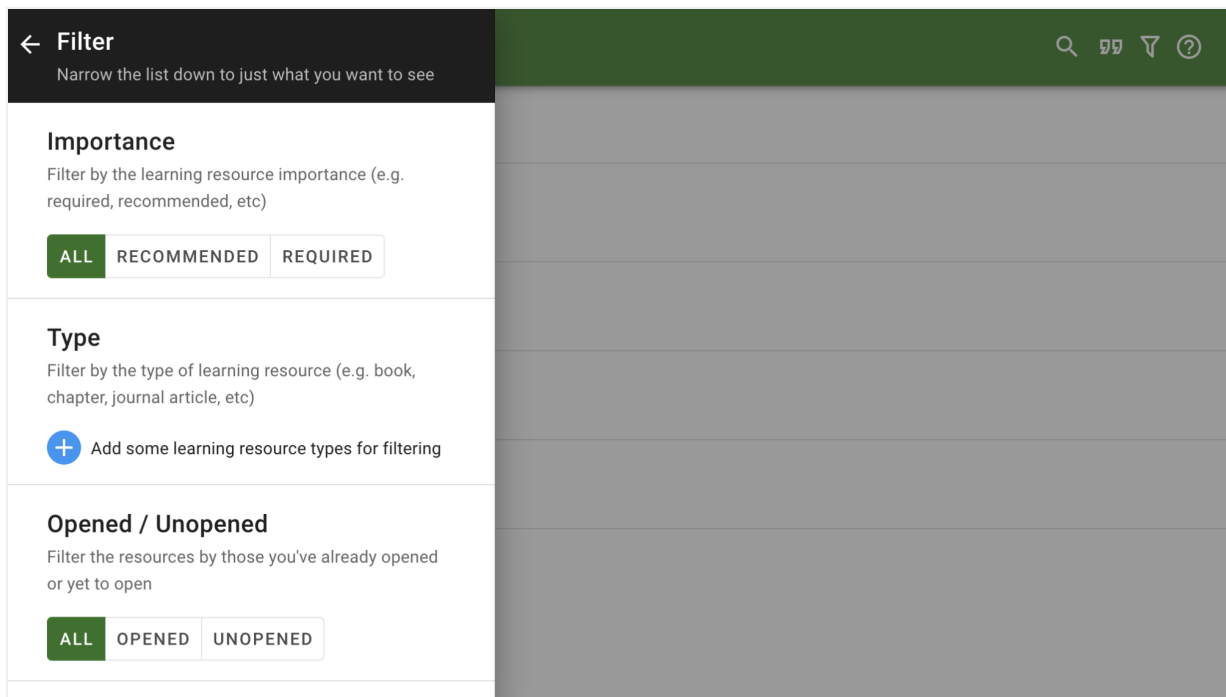 Filter
Narrow the list down to just what you want to see
Importance
Filter by the learning resource importance (e.g.
required, recommended, etc)
ALL RECOMMENDED REQUIRED
Type
Filter by the type of learning resource (e.g. book,
chapter, journal article, etc)
Add some learning resource types for filtering
Opened / Unopened
Filter the resources by those you've already opened
or yet to open
ALL OPENED UNOPENED